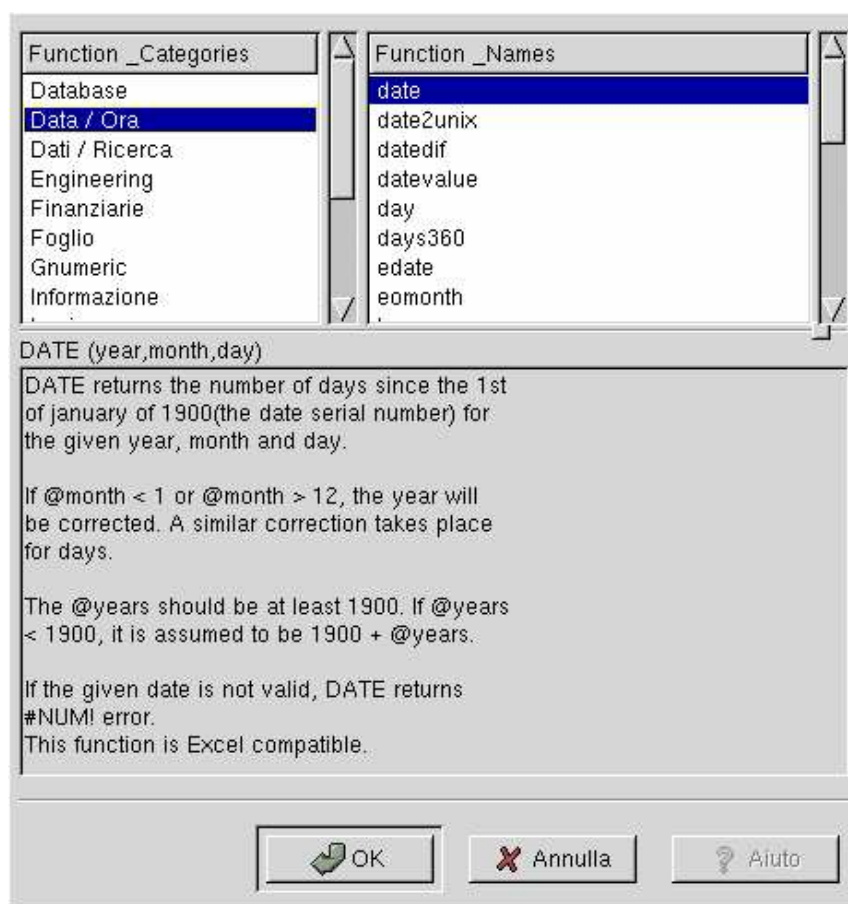 Function _Categories
Database
Data / Ora
Dati / Ricerca
Engineering
Finanziarie
Foglio
Gnumeric
Informazione
Function _Names
date
date2unix
datedif
datevalue
day
days360
edate
eomonth
DATE (year,month,day)
DATE returns the number of days since the 1st
of january of 1900(the date serial number) for
the given year, month and day.
If @month < 1 or @month > 12, the year will
be corrected. A similar correction takes place
for days.
The @years should be at least 1900. If @years
< 1900, it is assumed to be 1900 + @years.
If the given date is not valid, DATE returns
#NUM! error.
This function is Excel compatible.
OK
Annulla
Aiuto